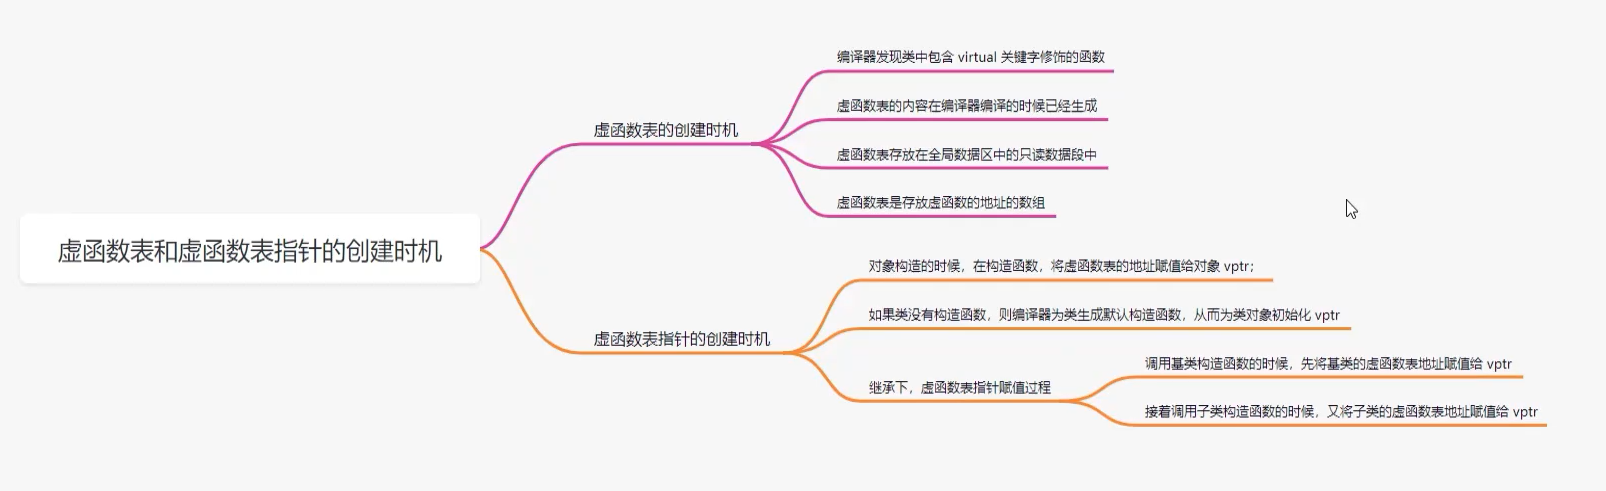 虚函数表和虚函数表指针的创建时机
虚函数表的创建时机
编译器发现类中包含 virtual 关键字修饰的函数
虚函数表的内容在编译器编译的时候已经生成
虚函数表存放在全局数据区中的只读数据段中
虚函数表是存放虚函数的地址的数组
虚函数表指针的创建时机
对象构造的时候，在构造函数，将虚函数表的地址赋值给对象 vptr；
如果类没有构造函数，则编译器为类生成默认构造函数，从而为类对象初始化 vptr
继承下，虚函数表指针赋值过程
调用基类构造函数的时候，先将基类的虚函数表地址赋值给 vptr
接着调用子类构造函数的时候，又将子类的虚函数表地址赋值给 vptr